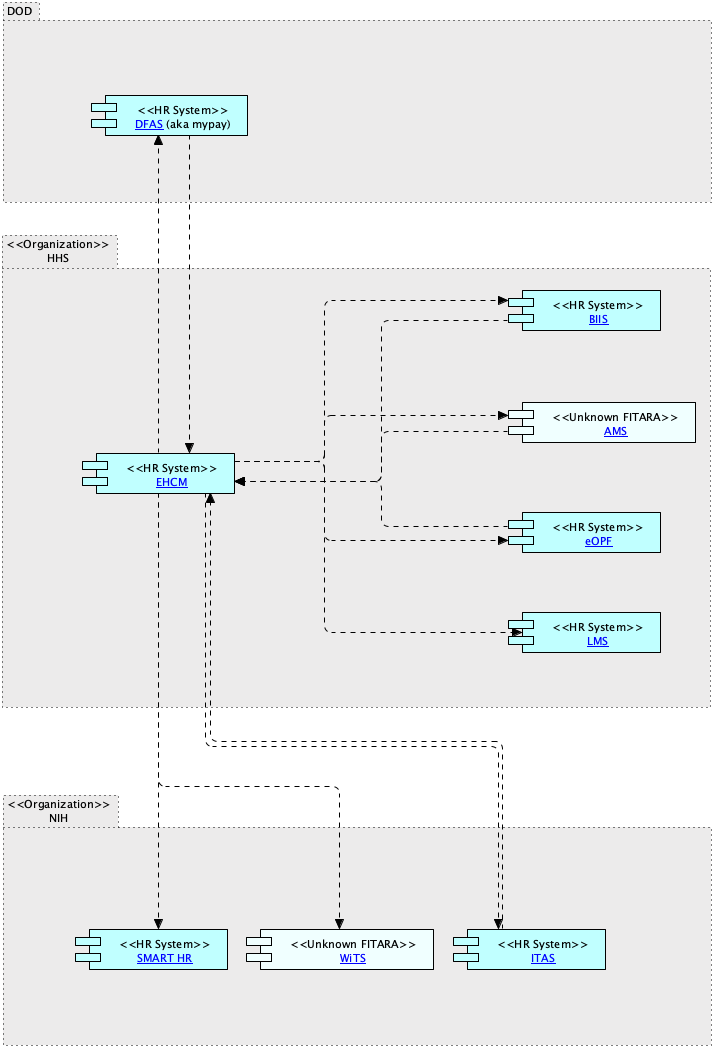 DOD
<<HR System>>
DFAS (aka mypay)
<<Organization>>
HHS
<<HR System>>
BIIS
<<Unknown FITARA>>
AMS
<<HR System>>
EHCM
<<HR System>>
eOPF
<<HR System>>
LMS
<<Organization>>
NIH
<<HR System>>
SMART HR
<<Unknown FITARA>>
WiTS
<<HR System>>
ITAS